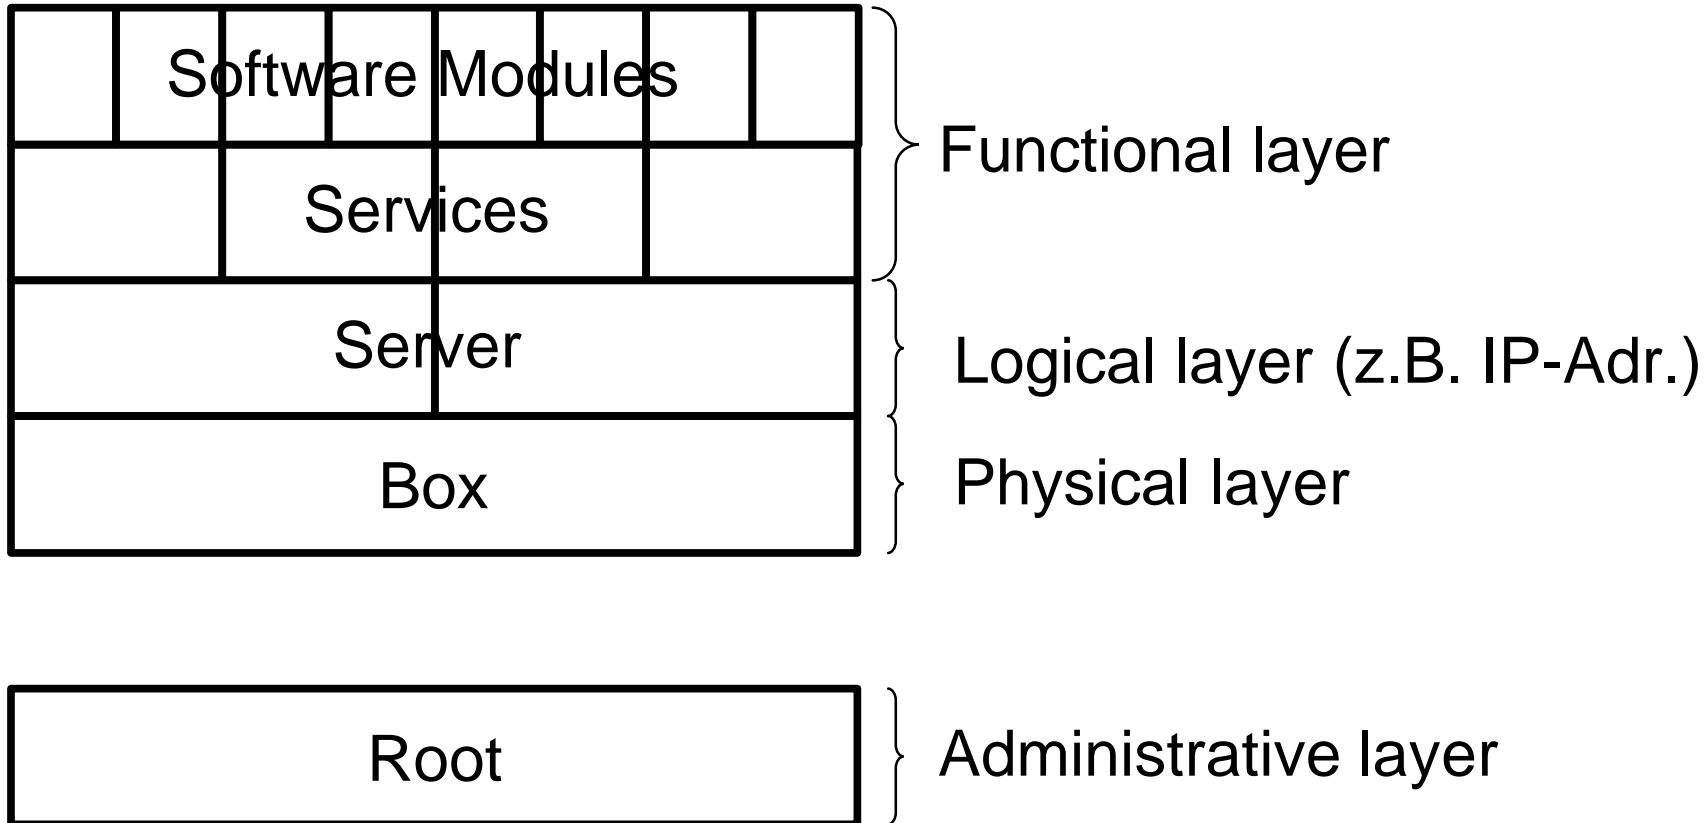 Software Modules
Functional layer
Services
Server
Logical layer (z.B. IP-Adr.)
Box
Physical layer
Root
Administrative layer